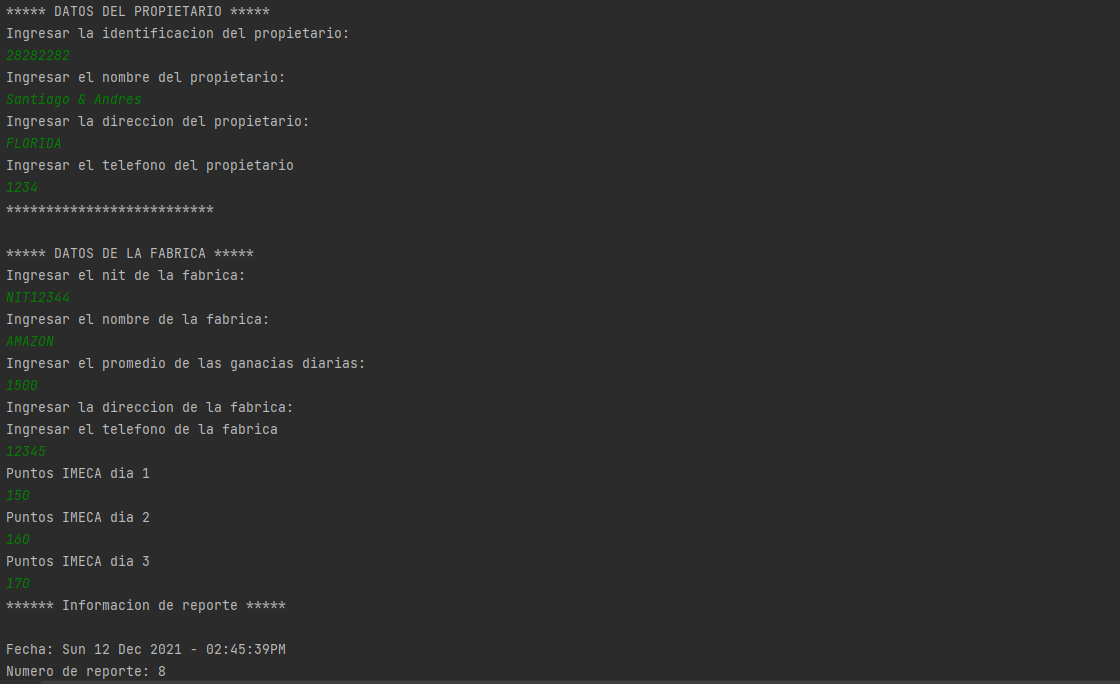 ***** DATOS DEL PROPIETARIO *****
Ingresar la identificacion del propietario:
28282282
Ingresar el nombre del propietario:
Santiago & Andres
Ingresar la direccion del propietario:
FLORIDA
Ingresar el telefono del propietario
1234
**************************
***** DATOS DE LA FABRICA *****
Ingresar el nit de la fabrica:
NIT12344
Ingresar el nombre de la fabrica:
AMAZON
Ingresar el promedio de las ganacias diarias:
1500
Ingresar la direccion de la fabrica:
Ingresar el telefono de la fabrica
12345
Puntos IMECA dia 1
150
Puntos IMECA dia 2
160
Puntos IMECA dia 3
170
****** Informacion de reporte *****
Fecha: Sun 12 Dec 2021 - 02:45:39PM
Numero de reporte: 8